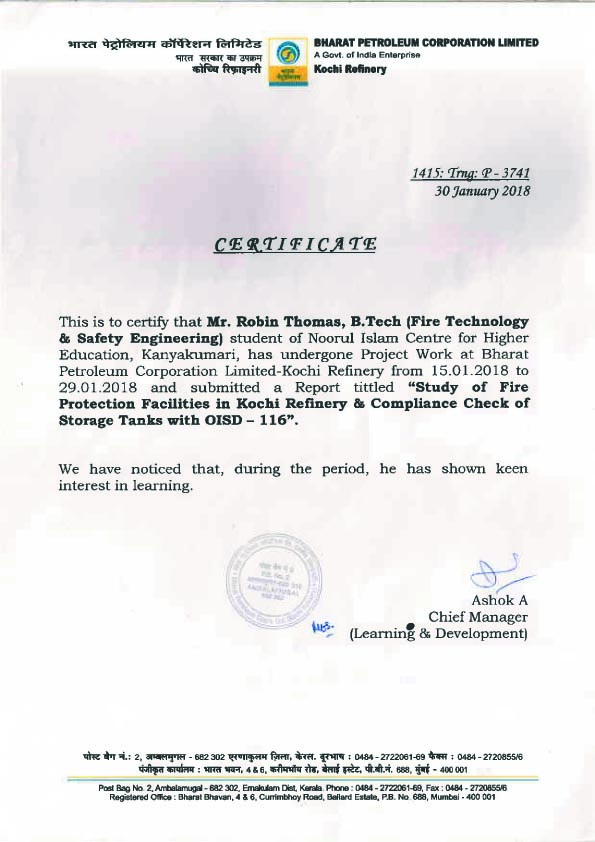 भारत पेट्रोलियम कॉर्पोरेशन लिमिटेड
भारत सरकार का उपक्रम
कोच्चि रिफ़ाइनरी
भारत पेट्रोलियम
BHARAT PETROLEUM CORPORATION LIMITED
A Govt. of India Enterprise
Kochi Refinery
1415: Trng: P - 3741
30 January 2018
CERTIFICATE
This is to certify that Mr. Robin Thomas, B.Tech (Fire Technology
& Safety Engineering) student of Noorul Islam Centre for Higher
Education, Kanyakumari, has undergone Project Work at Bharat
Petroleum Corporation Limited-Kochi Refinery from 15.01.2018 to
29.01.2018 and submitted a Report tittled “Study of Fire
Protection Facilities in Kochi Refinery & Compliance Check of
Storage Tanks with OISD – 116”.
We have noticed that, during the period, he has shown keen
interest in learning.
P.B. No. 2
AMBALAMUGAL
682 302
Ashok A
Chief Manager
(Learning & Development)
पोस्ट बैग नं.: 2, अम्बलमुगल - 682 302 एरणाकुलम ज़िला, केरल. दूरभाष : 0484 - 2722061-69 फैक्स : 0484 - 2720855/6
पंजीकृत कार्यालय : भारत भवन, 4 & 6, करीमभॉय रोड, बेलार्ड इस्टेट, पी.बी.नं. 688, मुंबई - 400 001
Post Bag No. 2, Ambalamugal - 682 302, Ernakulam Dist, Kerala. Phone : 0484 - 2722061-69, Fax : 0484 - 2720855/6
Registered Office : Bharat Bhavan, 4 & 6, Currimbhoy Road, Ballard Estate, P.B. No. 688, Mumbai - 400 001